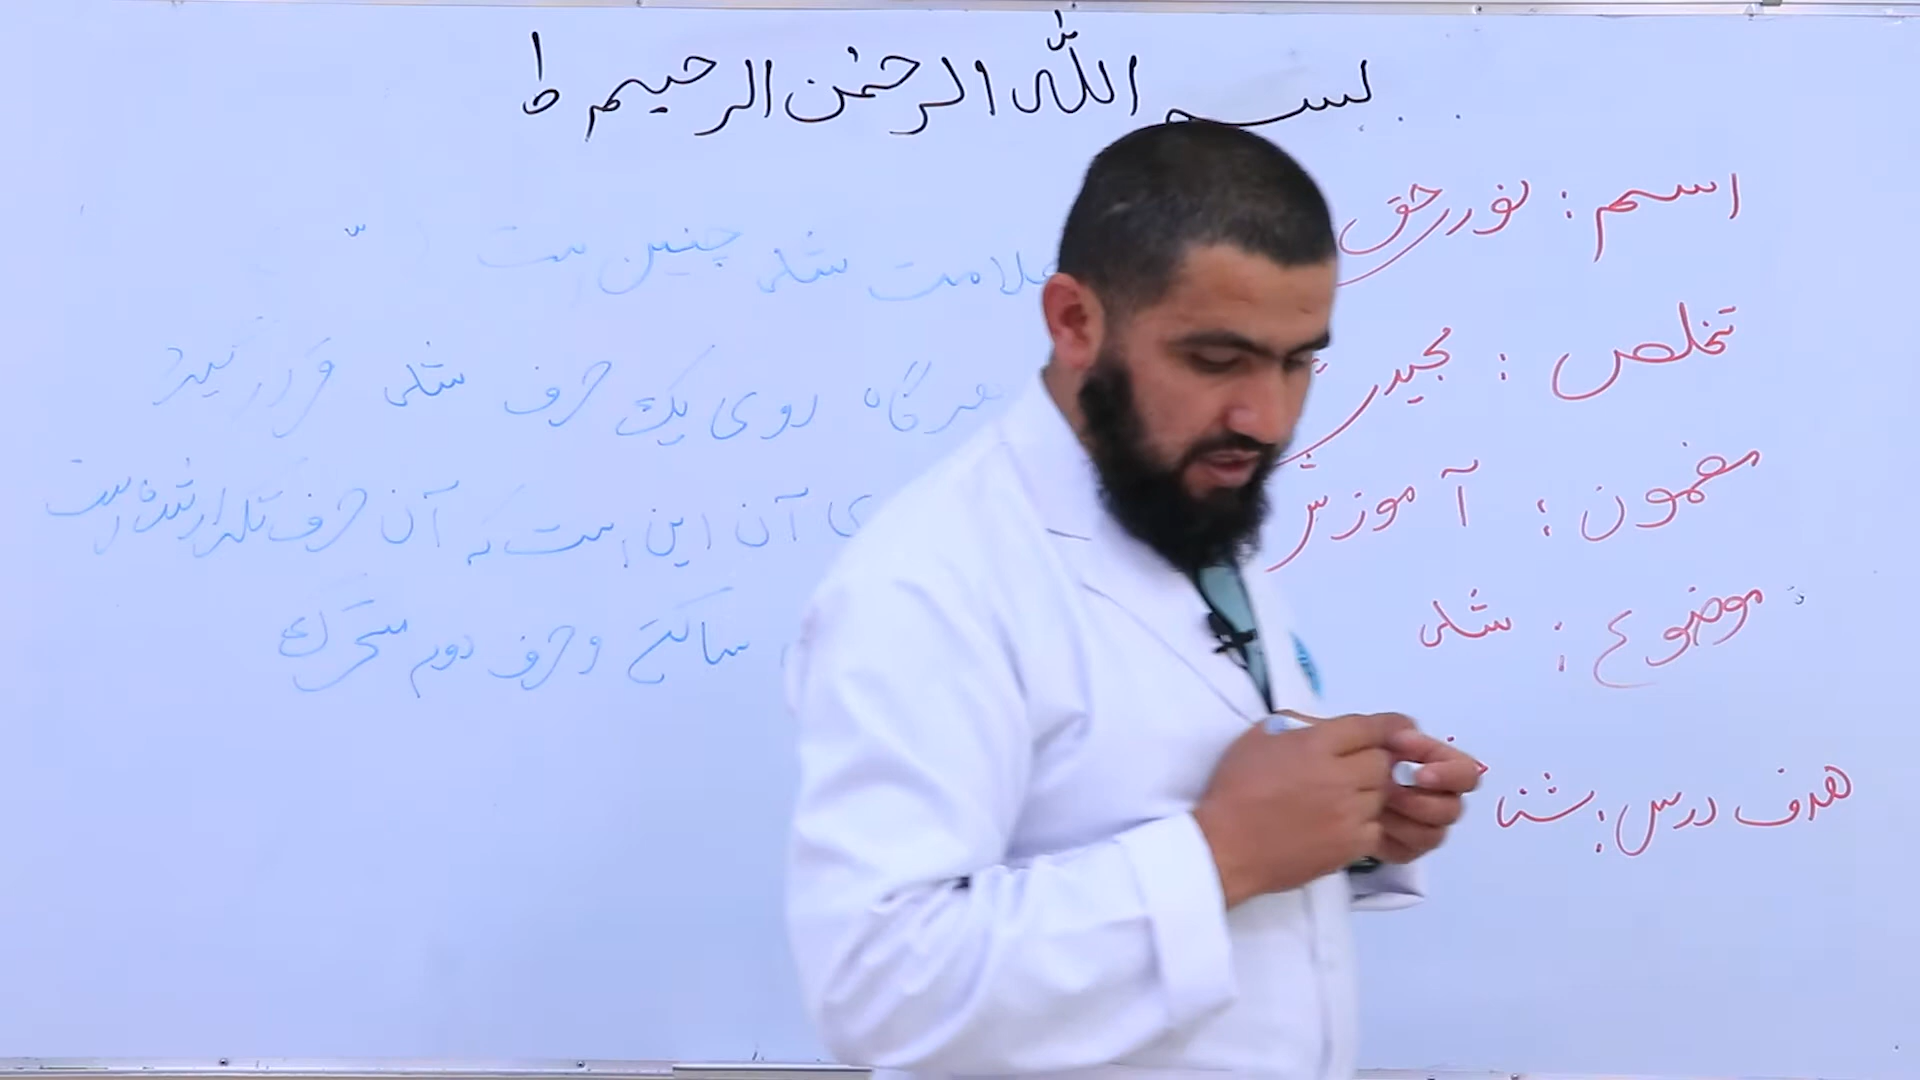 بسم الله الرحمٰن الرحیم ط
اسم : نورحق
تخلص : مجیدی
مضمون : آموزش
موضوع : شد
هدف درس : شنا
علامت شد چنین است ( ّ )
هرگاه روی یک حرف شد قرار گیرد
ی آن این است که آن حرف تکرار شده است
ساکن و حرف دوم متحرک